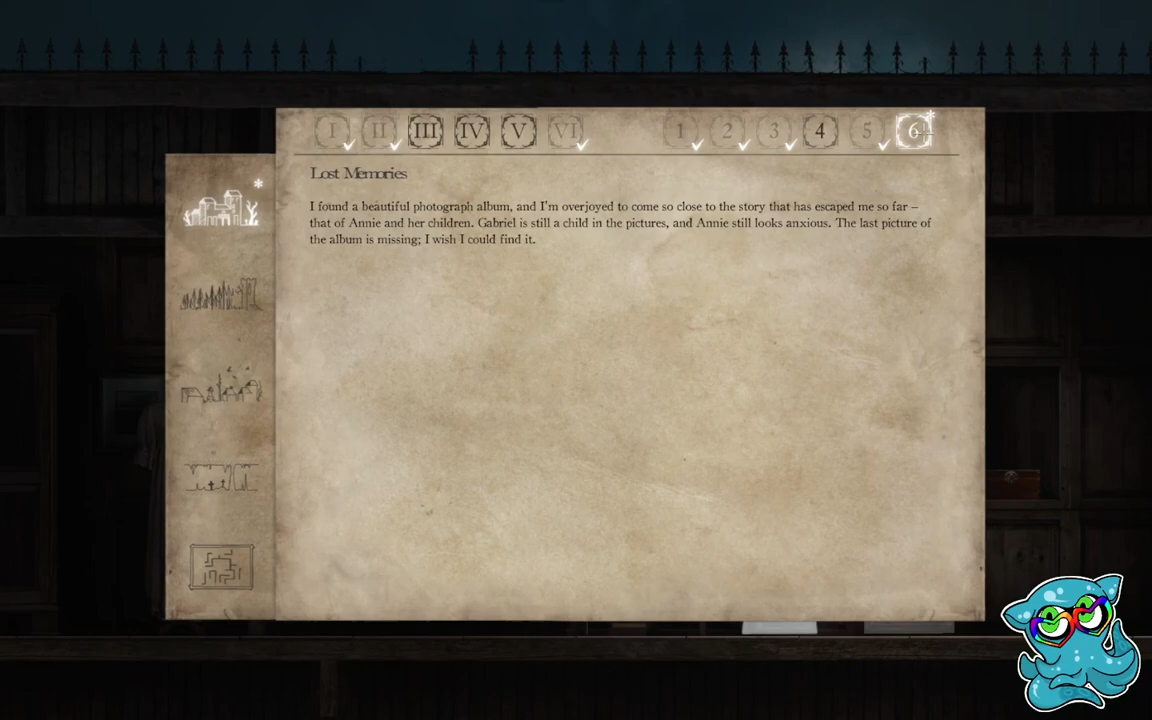 I II III IV V VI 1 2 3 4 5 6
Lost Memories
I found a beautiful photograph album, and I'm overjoyed to come so close to the story that has escaped me so far –
that of Annie and her children. Gabriel is still a child in the pictures, and Annie still looks anxious. The last picture of
the album is missing; I wish I could find it.